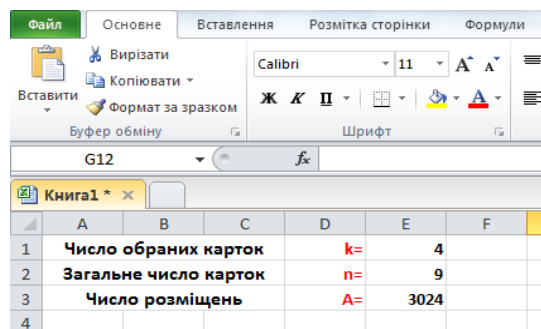 Файл Основне Вставлення Розмітка сторінки Формули
Вирізати
Копіювати
Формат за зразком
Вставити
Буфер обміну
Calibri 11 A A
Ж К П A
Шрифт
G12 fx
Книга1 *
A B C D E F
1 Число обраних карток k= 4
2 Загальне число карток n= 9
3 Число розміщень A= 3024
4